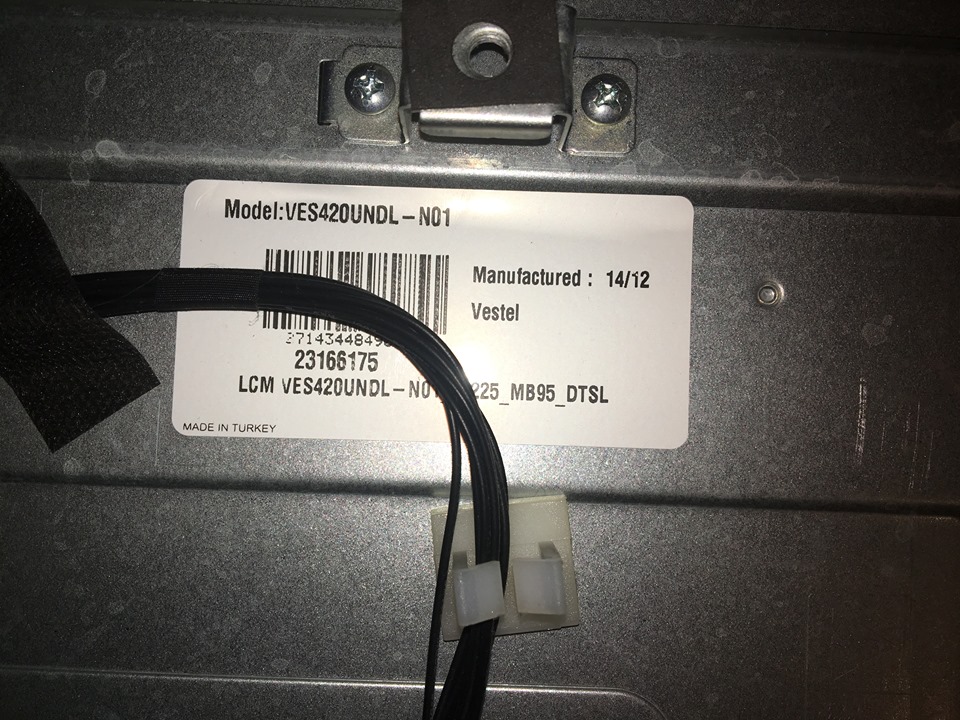 Model:VES420UNDL-N01
Manufactured : 14/12
Vestel
23166175
LCM VES420UNDL-N01 225_MB95_DTSL
MADE IN TURKEY